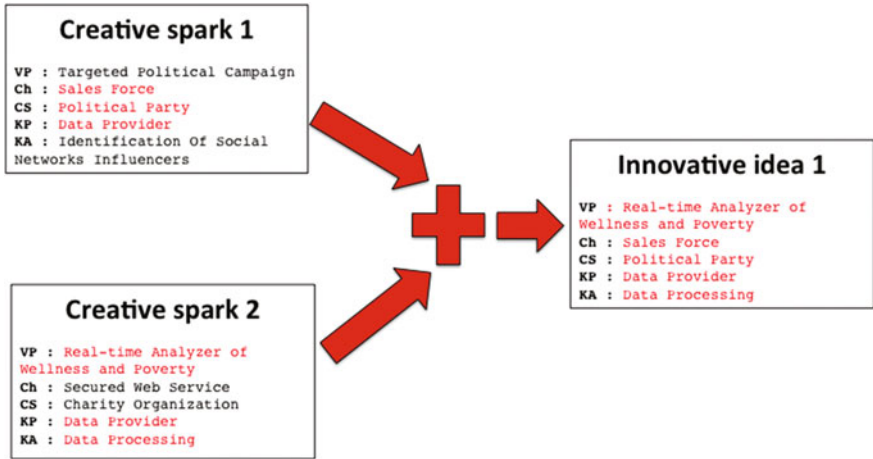 Creative spark 1
VP : Targeted Political Campaign
Ch : Sales Force
CS : Political Party
KP : Data Provider
KA : Identification Of Social
Networks Influencers
Creative spark 2
VP : Real-time Analyzer of
Wellness and Poverty
Ch : Secured Web Service
CS : Charity Organization
KP : Data Provider
KA : Data Processing
Innovative idea 1
VP : Real-time Analyzer of
Wellness and Poverty
Ch : Sales Force
CS : Political Party
KP : Data Provider
KA : Data Processing